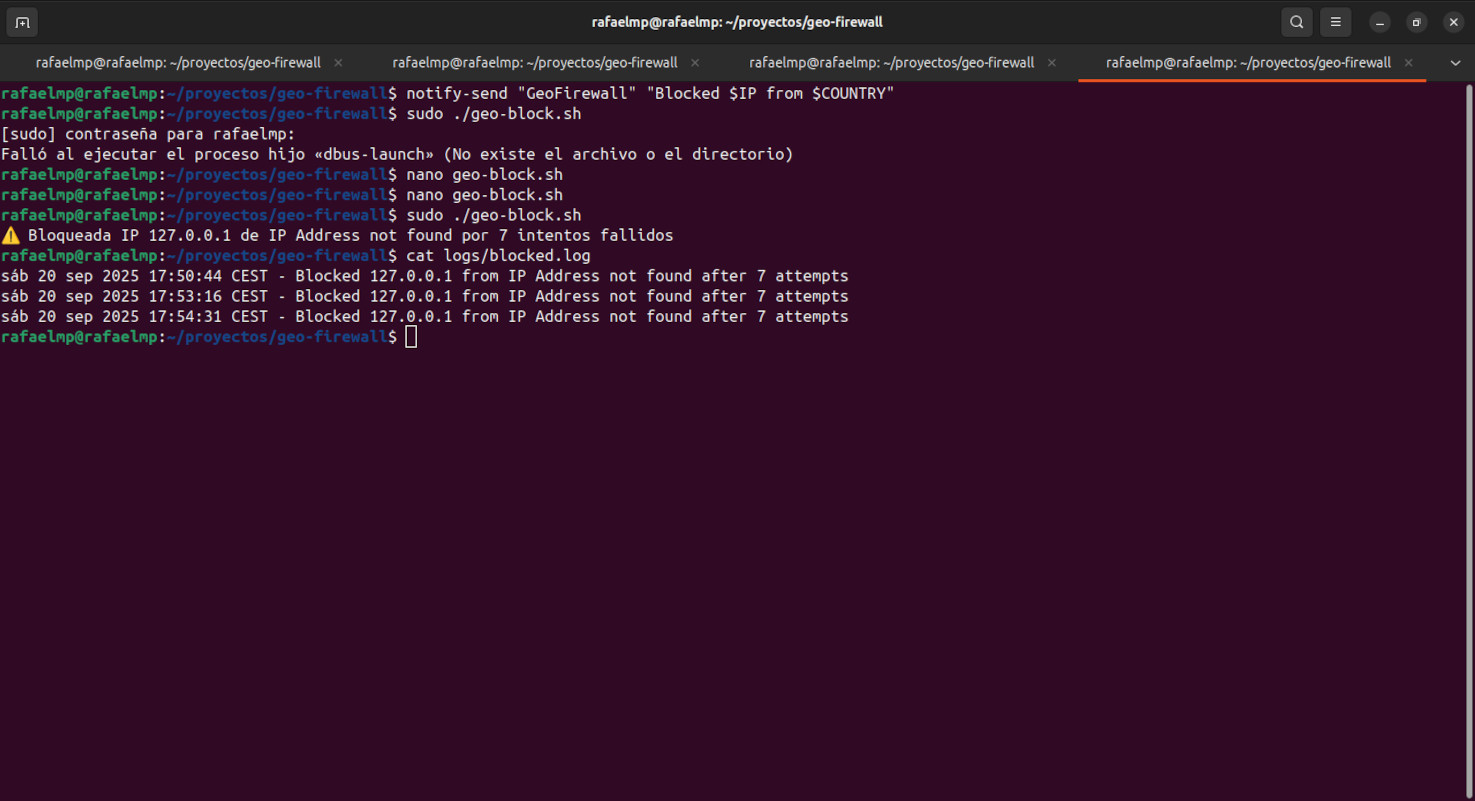 rafaelmp@rafaelmp: ~/proyectos/geo-firewall
rafaelmp@rafaelmp: ~/proyectos/geo-firewall
rafaelmp@rafaelmp: ~/proyectos/geo-firewall
rafaelmp@rafaelmp: ~/proyectos/geo-firewall
rafaelmp@rafaelmp: ~/proyectos/geo-firewall
rafaelmp@rafaelmp:~/proyectos/geo-firewall$ notify-send "GeoFirewall" "Blocked $IP from $COUNTRY"
rafaelmp@rafaelmp:~/proyectos/geo-firewall$ sudo ./geo-block.sh
[sudo] contraseña para rafaelmp:
Falló al ejecutar el proceso hijo «dbus-launch» (No existe el archivo o el directorio)
rafaelmp@rafaelmp:~/proyectos/geo-firewall$ nano geo-block.sh
rafaelmp@rafaelmp:~/proyectos/geo-firewall$ nano geo-block.sh
rafaelmp@rafaelmp:~/proyectos/geo-firewall$ sudo ./geo-block.sh
⚠️ Bloqueada IP 127.0.0.1 de IP Address not found por 7 intentos fallidos
rafaelmp@rafaelmp:~/proyectos/geo-firewall$ cat logs/blocked.log
sáb 20 sep 2025 17:50:44 CEST - Blocked 127.0.0.1 from IP Address not found after 7 attempts
sáb 20 sep 2025 17:53:16 CEST - Blocked 127.0.0.1 from IP Address not found after 7 attempts
sáb 20 sep 2025 17:54:31 CEST - Blocked 127.0.0.1 from IP Address not found after 7 attempts
rafaelmp@rafaelmp:~/proyectos/geo-firewall$